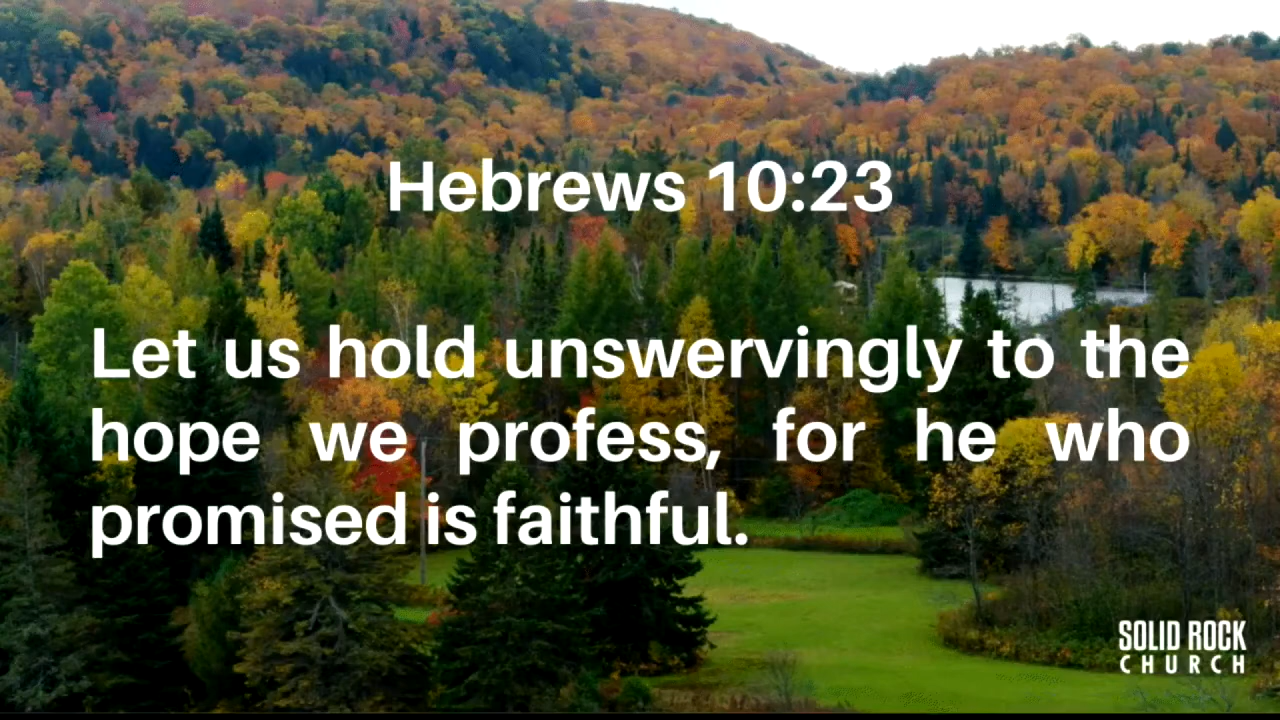 Hebrews 10:23
Let us hold unswervingly to the
hope we profess, for he who
promised is faithful.
SOLID ROCK
CHURCH